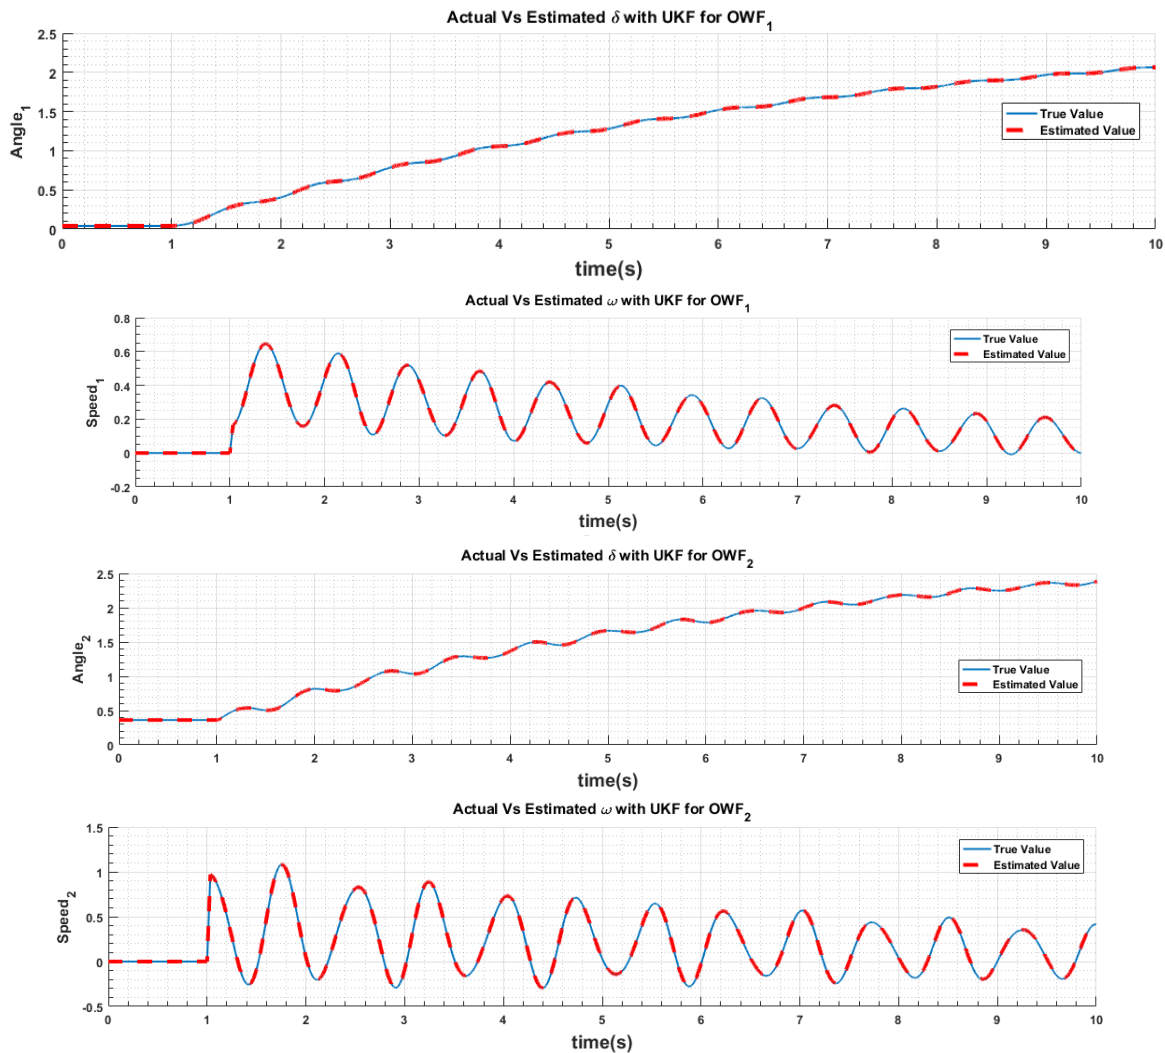 Actual Vs Estimated δ with UKF for OWF1
2.5
2
1.5
1
0.5
0
Angle1
True Value
Estimated Value
0 1 2 3 4 5 6 7 8 9 10
time(s)
Actual Vs Estimated ω with UKF for OWF1
0.8
0.6
0.4
0.2
0
-0.2
Speed1
True Value
Estimated Value
0 1 2 3 4 5 6 7 8 9 10
time(s)
Actual Vs Estimated δ with UKF for OWF2
2.5
2
1.5
1
0.5
0
Angle2
True Value
Estimated Value
0 1 2 3 4 5 6 7 8 9 10
time(s)
Actual Vs Estimated ω with UKF for OWF2
1.5
1
0.5
0
-0.5
Speed2
True Value
Estimated Value
0 1 2 3 4 5 6 7 8 9 10
time(s)